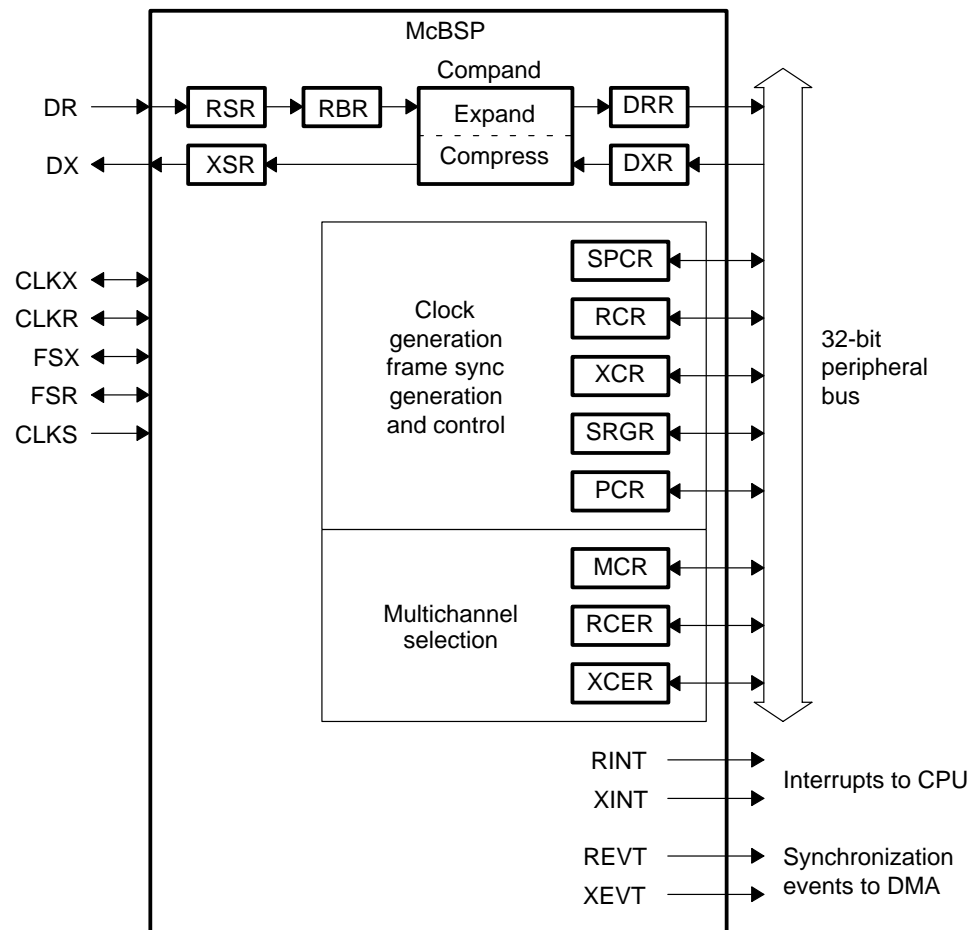 McBSP
Compand
DR
RSR
RBR
Expand
DRR
DX
XSR
Compress
DXR
SPCR
CLKX
CLKR
FSX
FSR
CLKS
Clock
generation
frame sync
generation
and control
RCR
XCR
SRGR
PCR
32-bit
peripheral
bus
Multichannel
selection
MCR
RCER
XCER
RINT
XINT
Interrupts to CPU
REVT
XEVT
Synchronization
events to DMA